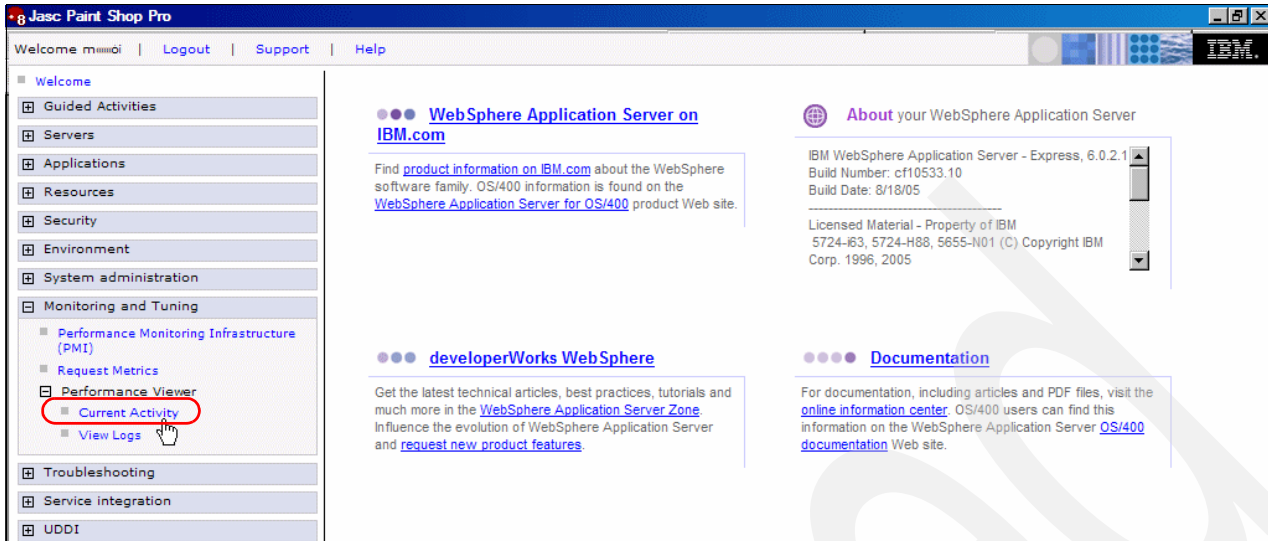 8 Jasc Paint Shop Pro
Welcome | Logout | Support | Help
IBM.
Welcome
Guided Activities
Servers
Applications
Resources
Security
Environment
System administration
Monitoring and Tuning
Performance Monitoring Infrastructure
(PMI)
Request Metrics
Performance Viewer
Current Activity
View Logs
Troubleshooting
Service integration
UDDI
WebSphere Application Server on
IBM.com
Find product information on IBM.com about the WebSphere
software family. OS/400 information is found on the
WebSphere Application Server for OS/400 product Web site.
About your WebSphere Application Server
IBM WebSphere Application Server - Express, 6.0.2.1
Build Number: cf10533.10
Build Date: 8/18/05
--------------------------------------
Licensed Material - Property of IBM
5724-i63, 5724-H88, 5655-N01 (C) Copyright IBM
Corp. 1996, 2005
developerWorks WebSphere
Get the latest technical articles, best practices, tutorials and
much more in the WebSphere Application Server Zone.
Influence the evolution of WebSphere Application Server
and request new product features.
Documentation
For documentation, including articles and PDF files, visit the
online information center. OS/400 users can find this
information on the WebSphere Application Server OS/400
documentation Web site.